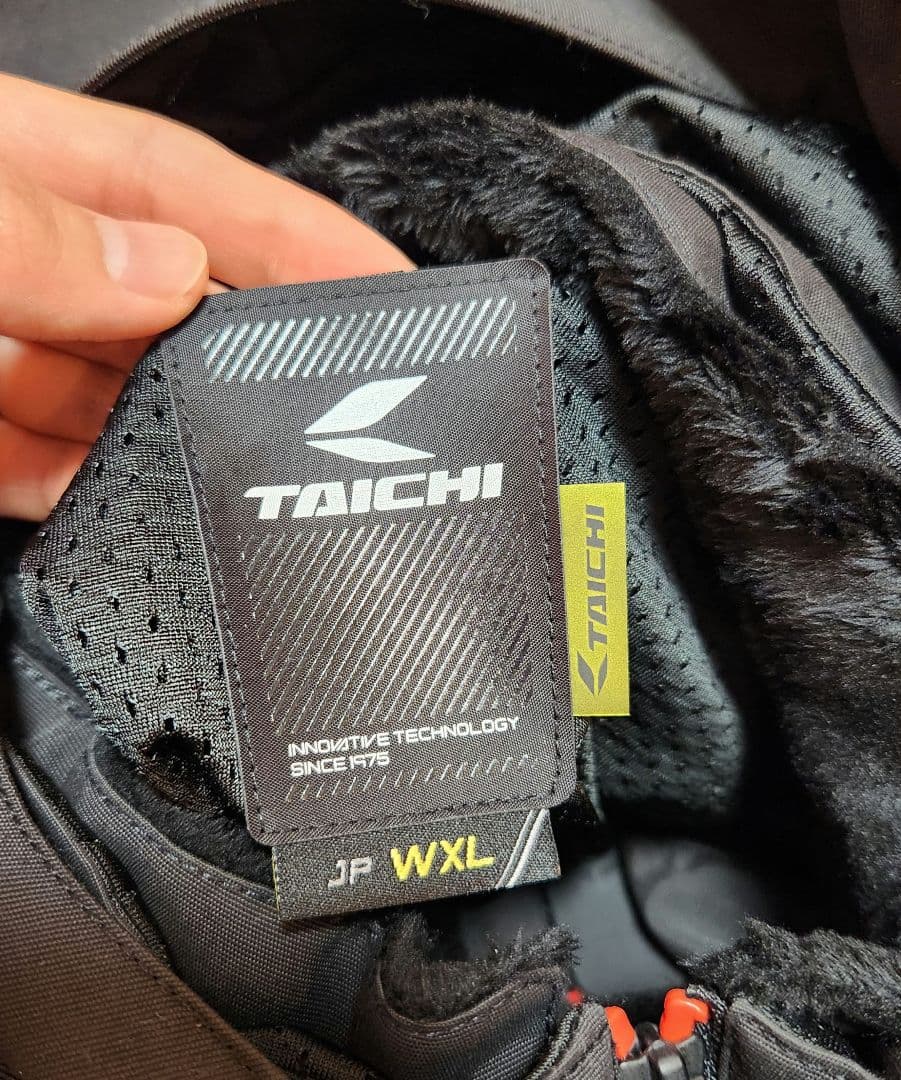 TAICHI
TAICHI
INNOVATIVE TECHNOLOGY
SINCE 1975
JP WXL